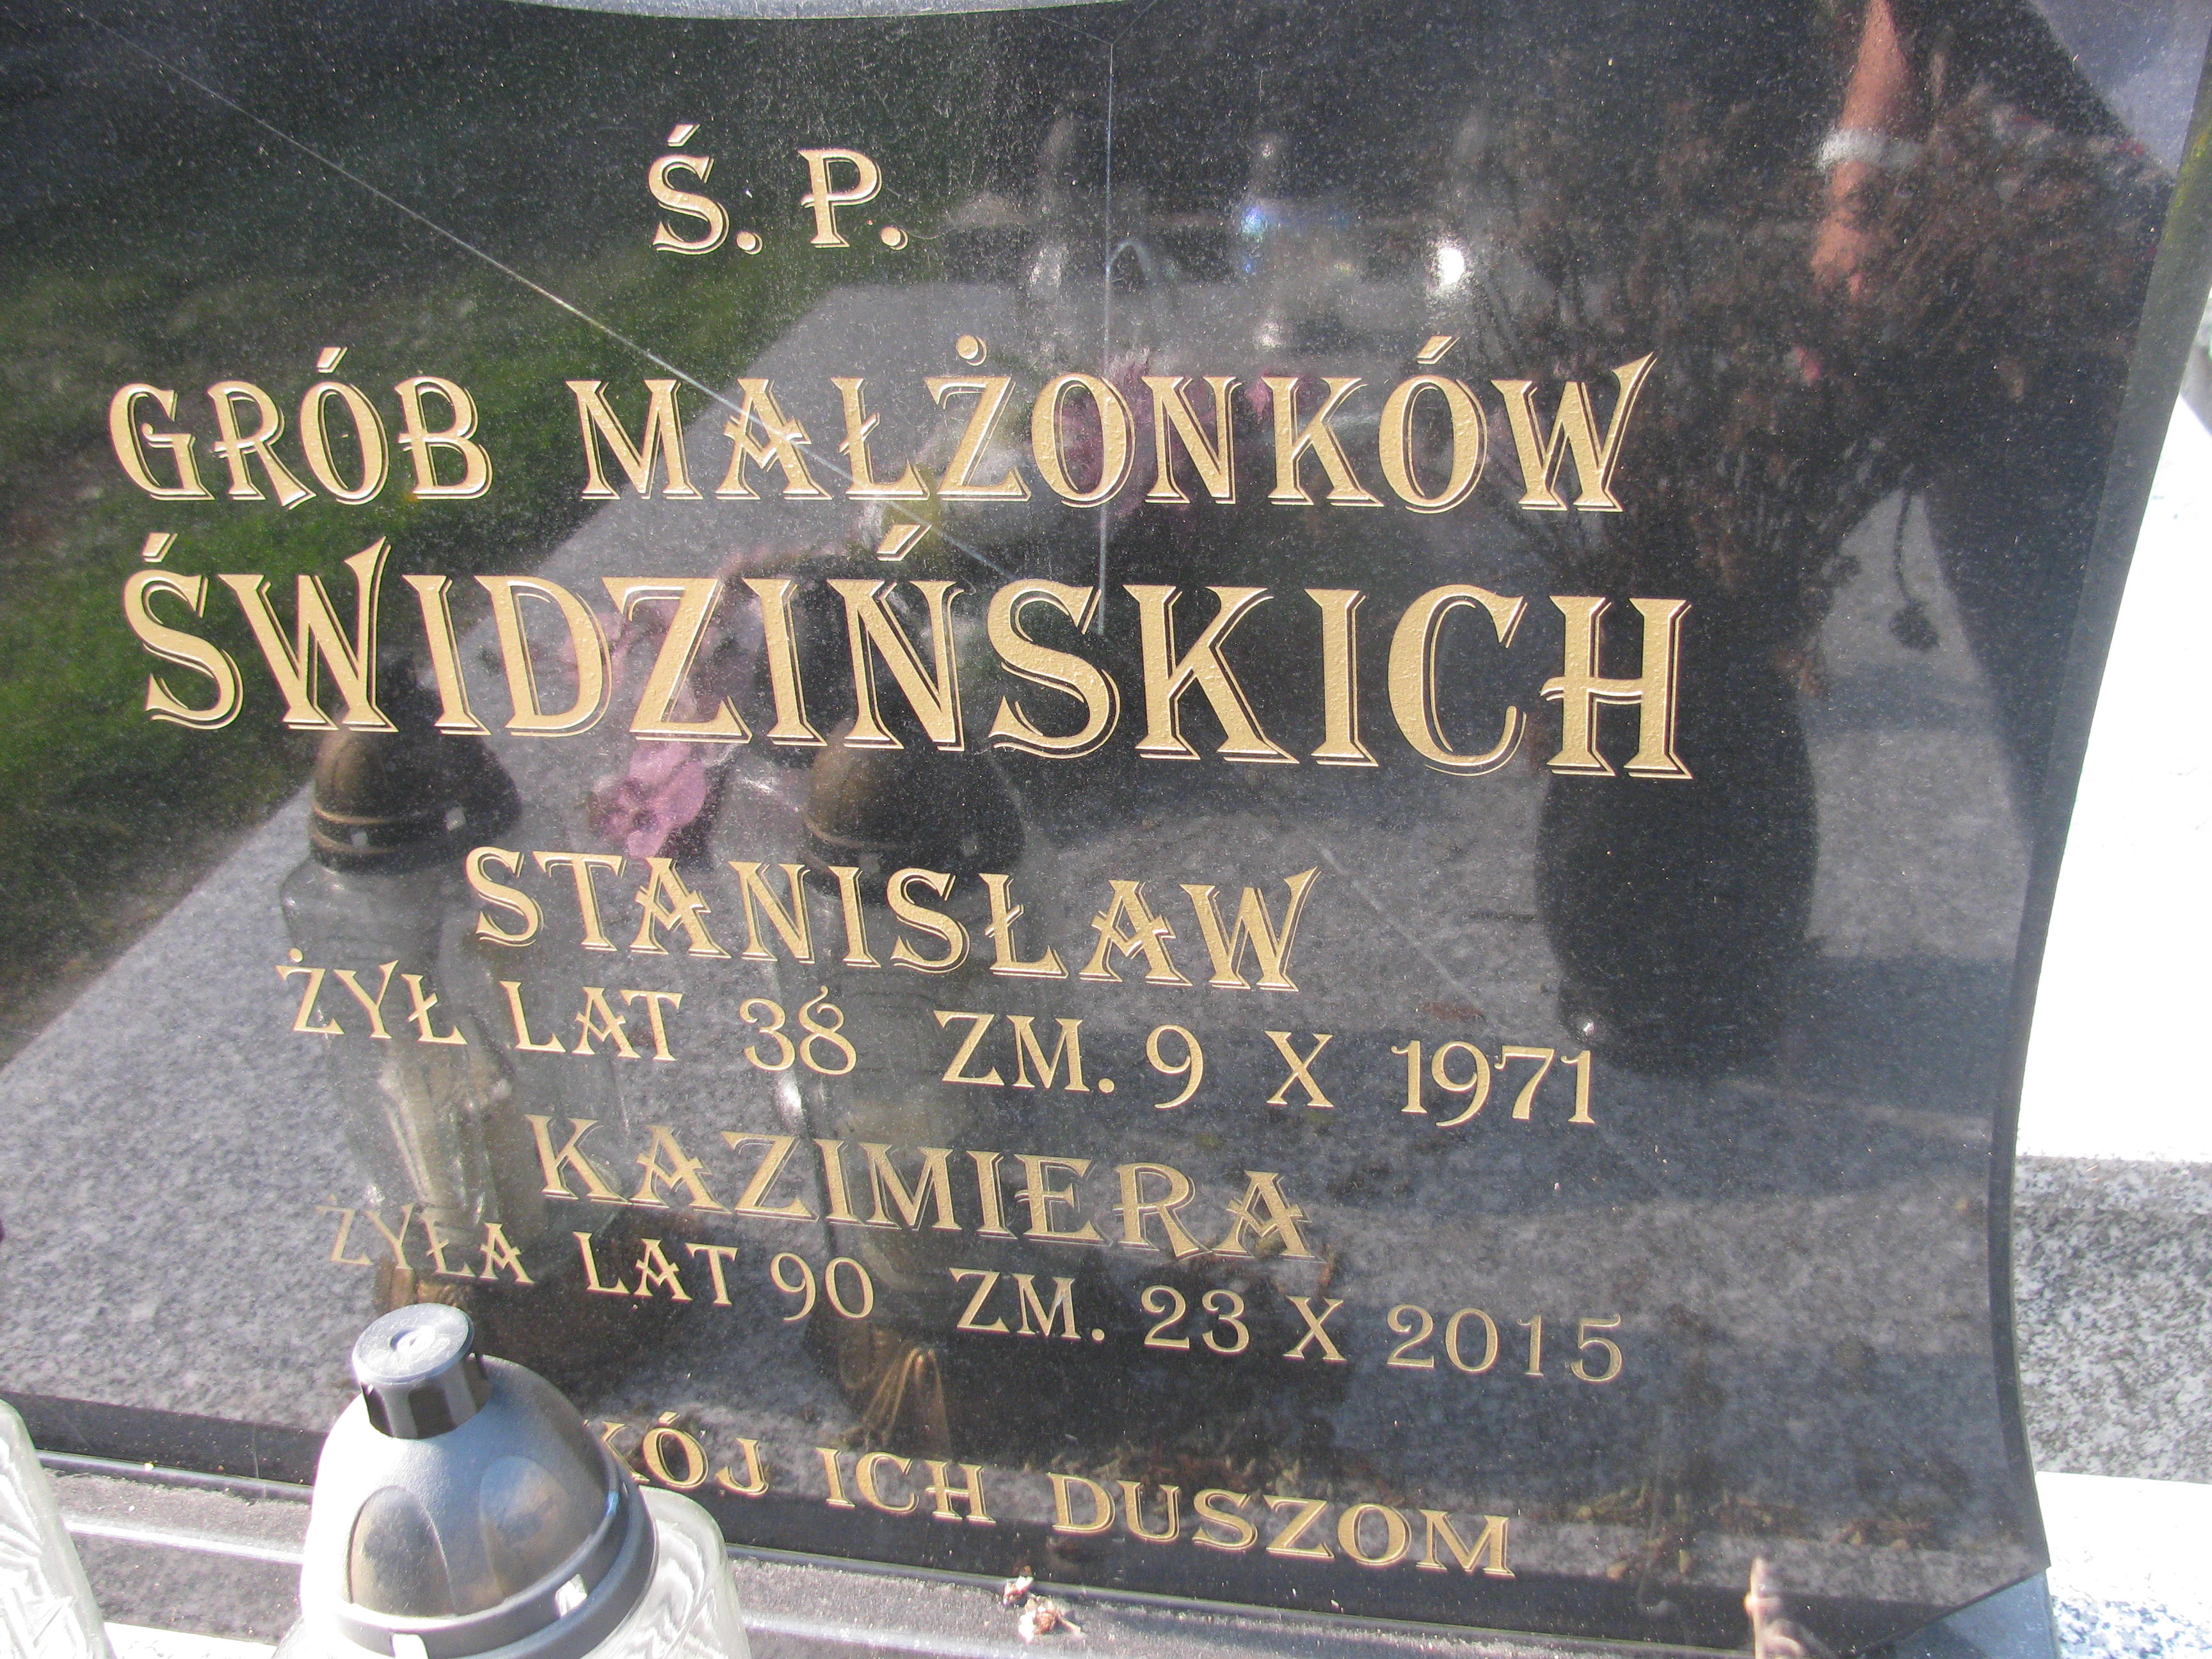 Ś. P.
GRÓB MAŁŻONKÓW
ŚWIDZIŃSKICH
STANISŁAW
ŻYŁ LAT 38 ZM. 9 X 1971
KAZIMIERA
ŻYŁA LAT 90 ZM. 23 X 2015
KÓJ ICH DUSZOM